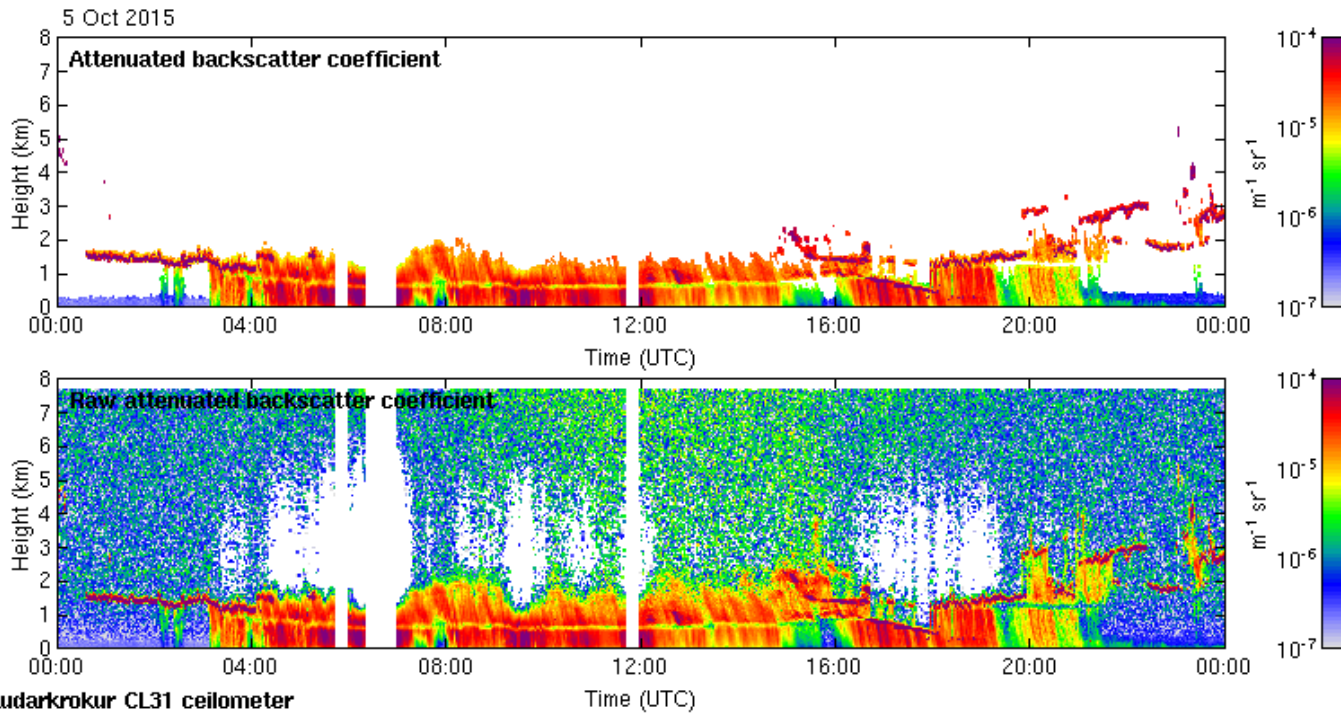 5 Oct 2015
Attenuated backscatter coefficient
8
7
6
5
4
3
2
1
0
Height (km)
00:00 04:00 08:00 12:00 16:00 20:00 00:00
Time (UTC)
10⁻⁴
10⁻⁵
10⁻⁶
10⁻⁷
m⁻¹ sr⁻¹
Raw attenuated backscatter coefficient
8
7
6
5
4
3
2
1
0
Height (km)
00:00 04:00 08:00 12:00 16:00 20:00 00:00
Time (UTC)
10⁻⁴
10⁻⁵
10⁻⁶
10⁻⁷
m⁻¹ sr⁻¹
udarkrokur CL31 ceilometer